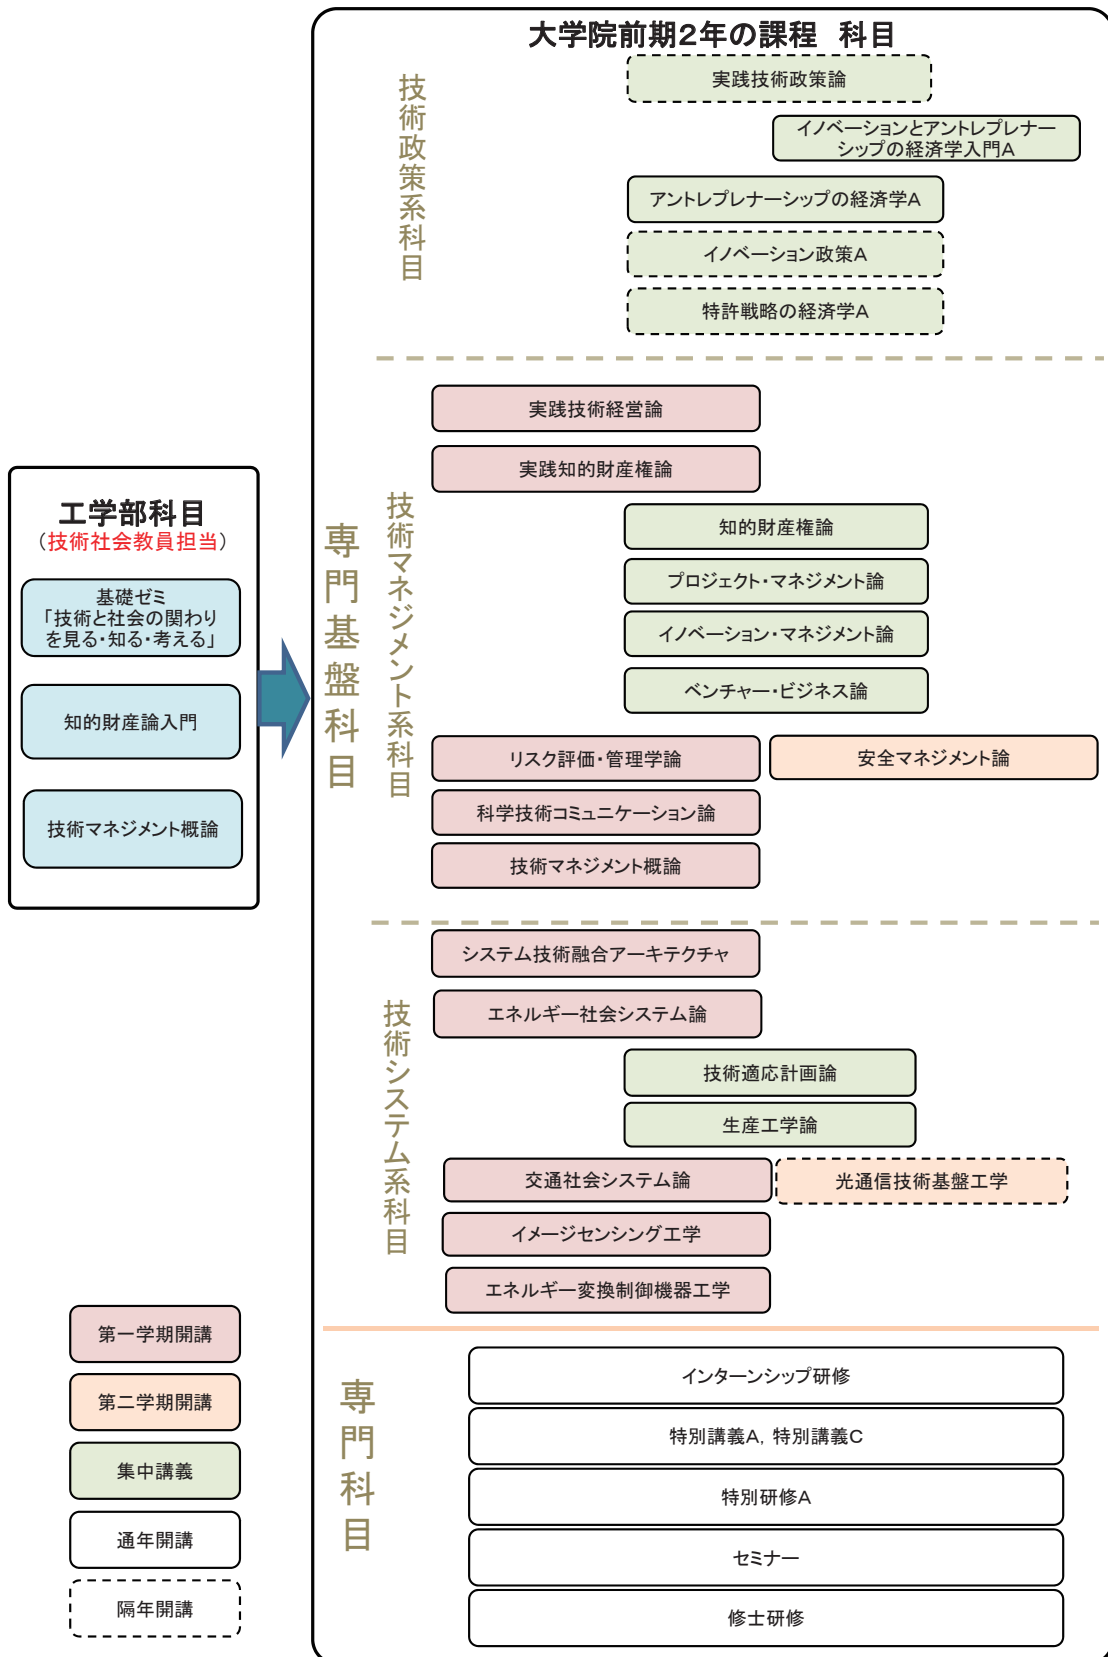 大学院前期2年の課程 科目
技術政策系科目
実践技術政策論
イノベーションとアントレプレナー
シップの経済学入門A
アントレプレナーシップの経済学A
イノベーション政策A
特許戦略の経済学A
専門基盤科目
技術マネジメント系科目
実践技術経営論
実践知的財産権論
知的財産権論
プロジェクト・マネジメント論
イノベーション・マネジメント論
ベンチャー・ビジネス論
リスク評価・管理学論
安全マネジメント論
科学技術コミュニケーション論
技術マネジメント概論
工学部科目
（技術社会教員担当）
基礎ゼミ
「技術と社会の関わり
を見る・知る・考える」
知的財産論入門
技術マネジメント概論
技術システム系科目
システム技術融合アーキテクチャ
エネルギー社会システム論
技術適応計画論
生産工学論
交通社会システム論
光通信技術基盤工学
イメージセンシング工学
エネルギー変換制御機器工学
専門科目
インターンシップ研修
特別講義A, 特別講義C
特別研修A
セミナー
修士研修
第一学期開講
第二学期開講
集中講義
通年開講
隔年開講